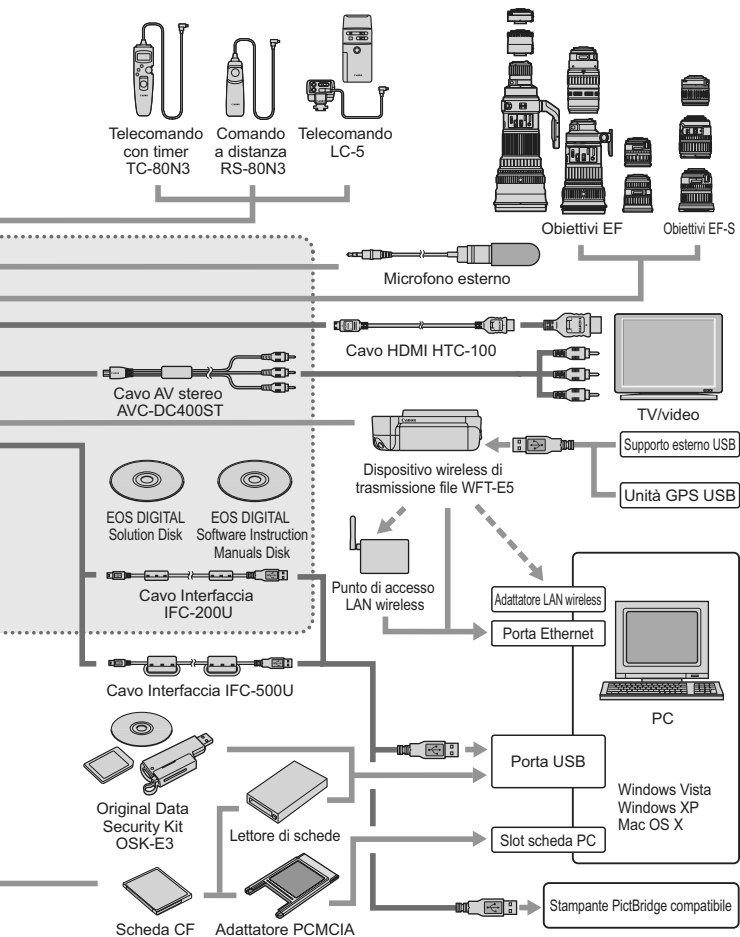 Telecomando
con timer
TC-80N3
Comando
a distanza
RS-80N3
Telecomando
LC-5
Obiettivi EF
Obiettivi EF-S
Microfono esterno
Cavo HDMI HTC-100
Cavo AV stereo
AVC-DC400ST
TV/video
Canon
Dispositivo wireless di
trasmissione file WFT-E5
Supporto esterno USB
Unità GPS USB
EOS DIGITAL
Solution Disk
EOS DIGITAL
Software Instruction
Manuals Disk
Punto di accesso
LAN wireless
Adattatore LAN wireless
Porta Ethernet
Cavo Interfaccia
IFC-200U
Cavo Interfaccia IFC-500U
PC
Porta USB
Windows Vista
Windows XP
Mac OS X
Original Data
Security Kit
OSK-E3
Lettore di schede
Slot scheda PC
Scheda CF
Adattatore PCMCIA
Stampante PictBridge compatibile